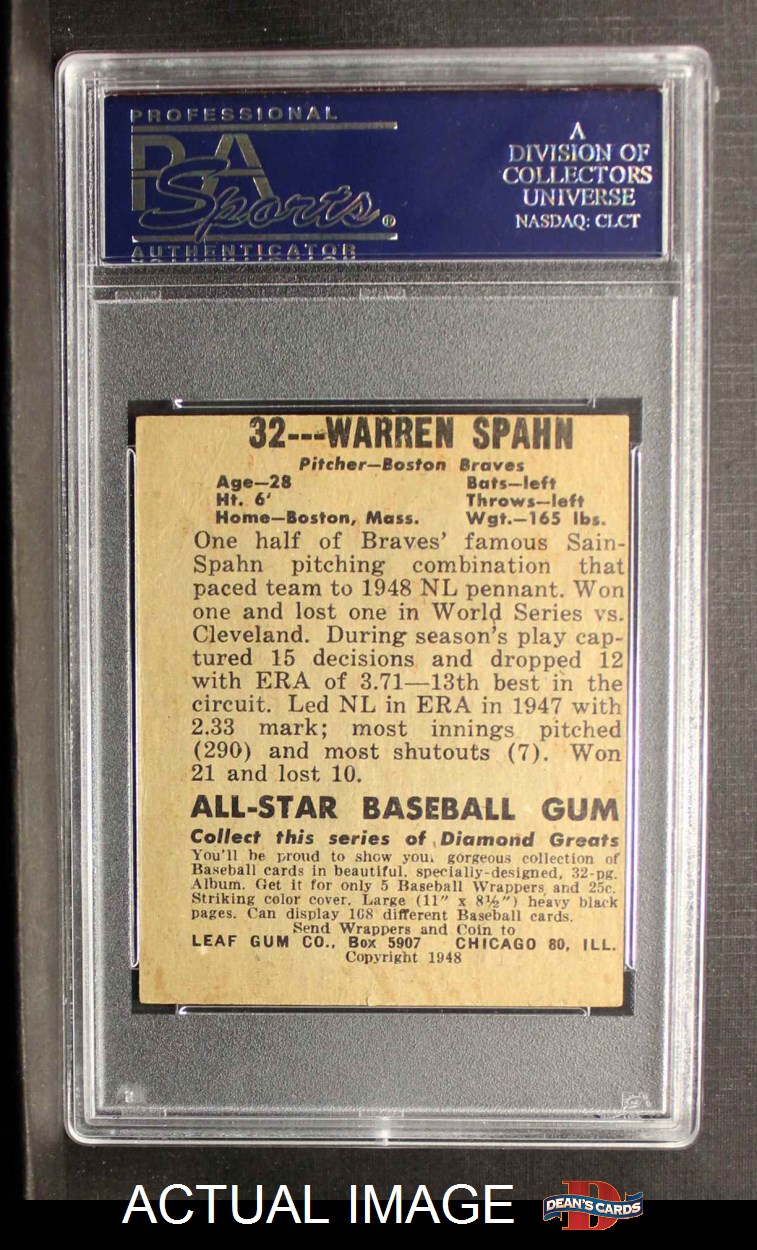 PROFESSIONAL
PSA
Sports®
AUTHENTICATOR
A
DIVISION OF
COLLECTORS
UNIVERSE
NASDAQ: CLCT
32---WARREN SPAHN
Pitcher—Boston Braves
Age—28 Bats—left
Ht. 6' Throws—left
Home—Boston, Mass. Wgt.—165 lbs.
One half of Braves' famous Sain-
Spahn pitching combination that
paced team to 1948 NL pennant. Won
one and lost one in World Series vs.
Cleveland. During season's play cap-
tured 15 decisions and dropped 12
with ERA of 3.71—13th best in the
circuit. Led NL in ERA in 1947 with
2.33 mark; most innings pitched
(290) and most shutouts (7). Won
21 and lost 10.
ALL-STAR BASEBALL GUM
Collect this series of Diamond Greats
You'll be proud to show your gorgeous collection of
Baseball cards in beautiful, specially-designed, 32-pg.
Album. Get it for only 5 Baseball Wrappers and 25c.
Striking color cover. Large (11" x 8½") heavy black
pages. Can display 168 different Baseball cards.
Send Wrappers and Coin to
LEAF GUM CO., Box 5907 CHICAGO 80, ILL.
Copyright 1948
ACTUAL IMAGE
D
DEAN'S CARDS